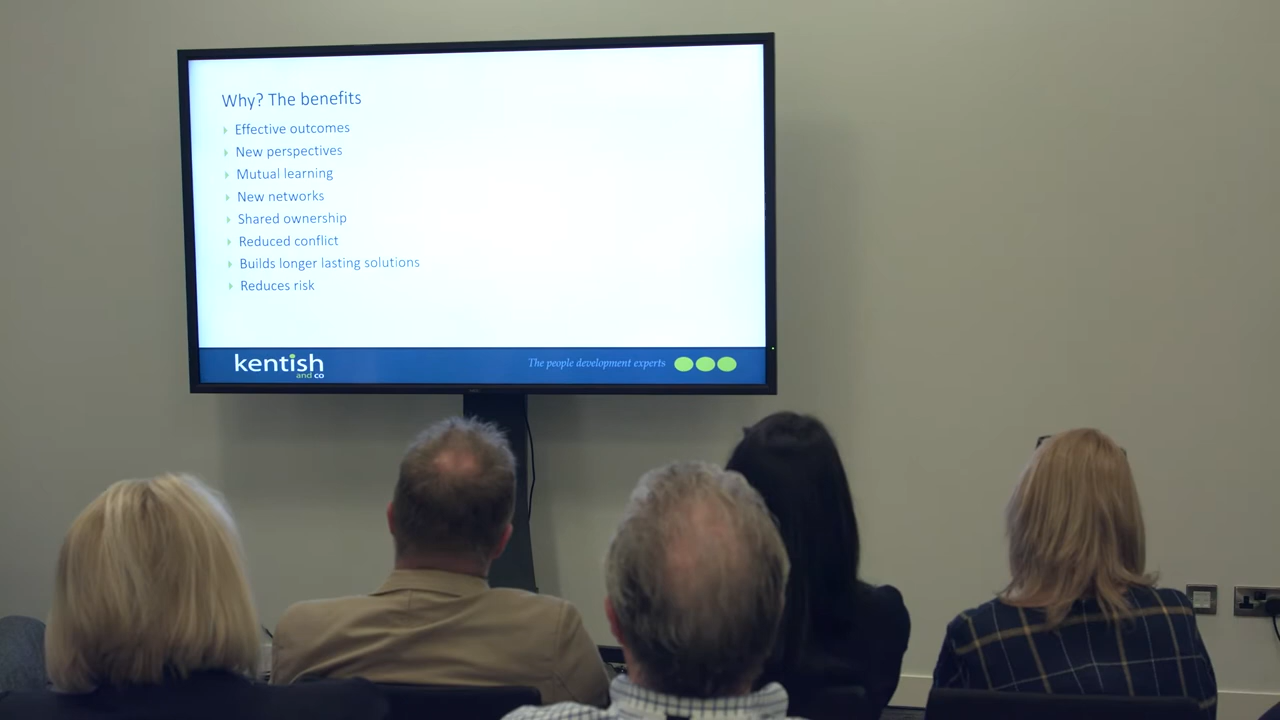 Why? The benefits
Effective outcomes
New perspectives
Mutual learning
New networks
Shared ownership
Reduced conflict
Builds longer lasting solutions
Reduces risk
kentish
and co
The people development experts